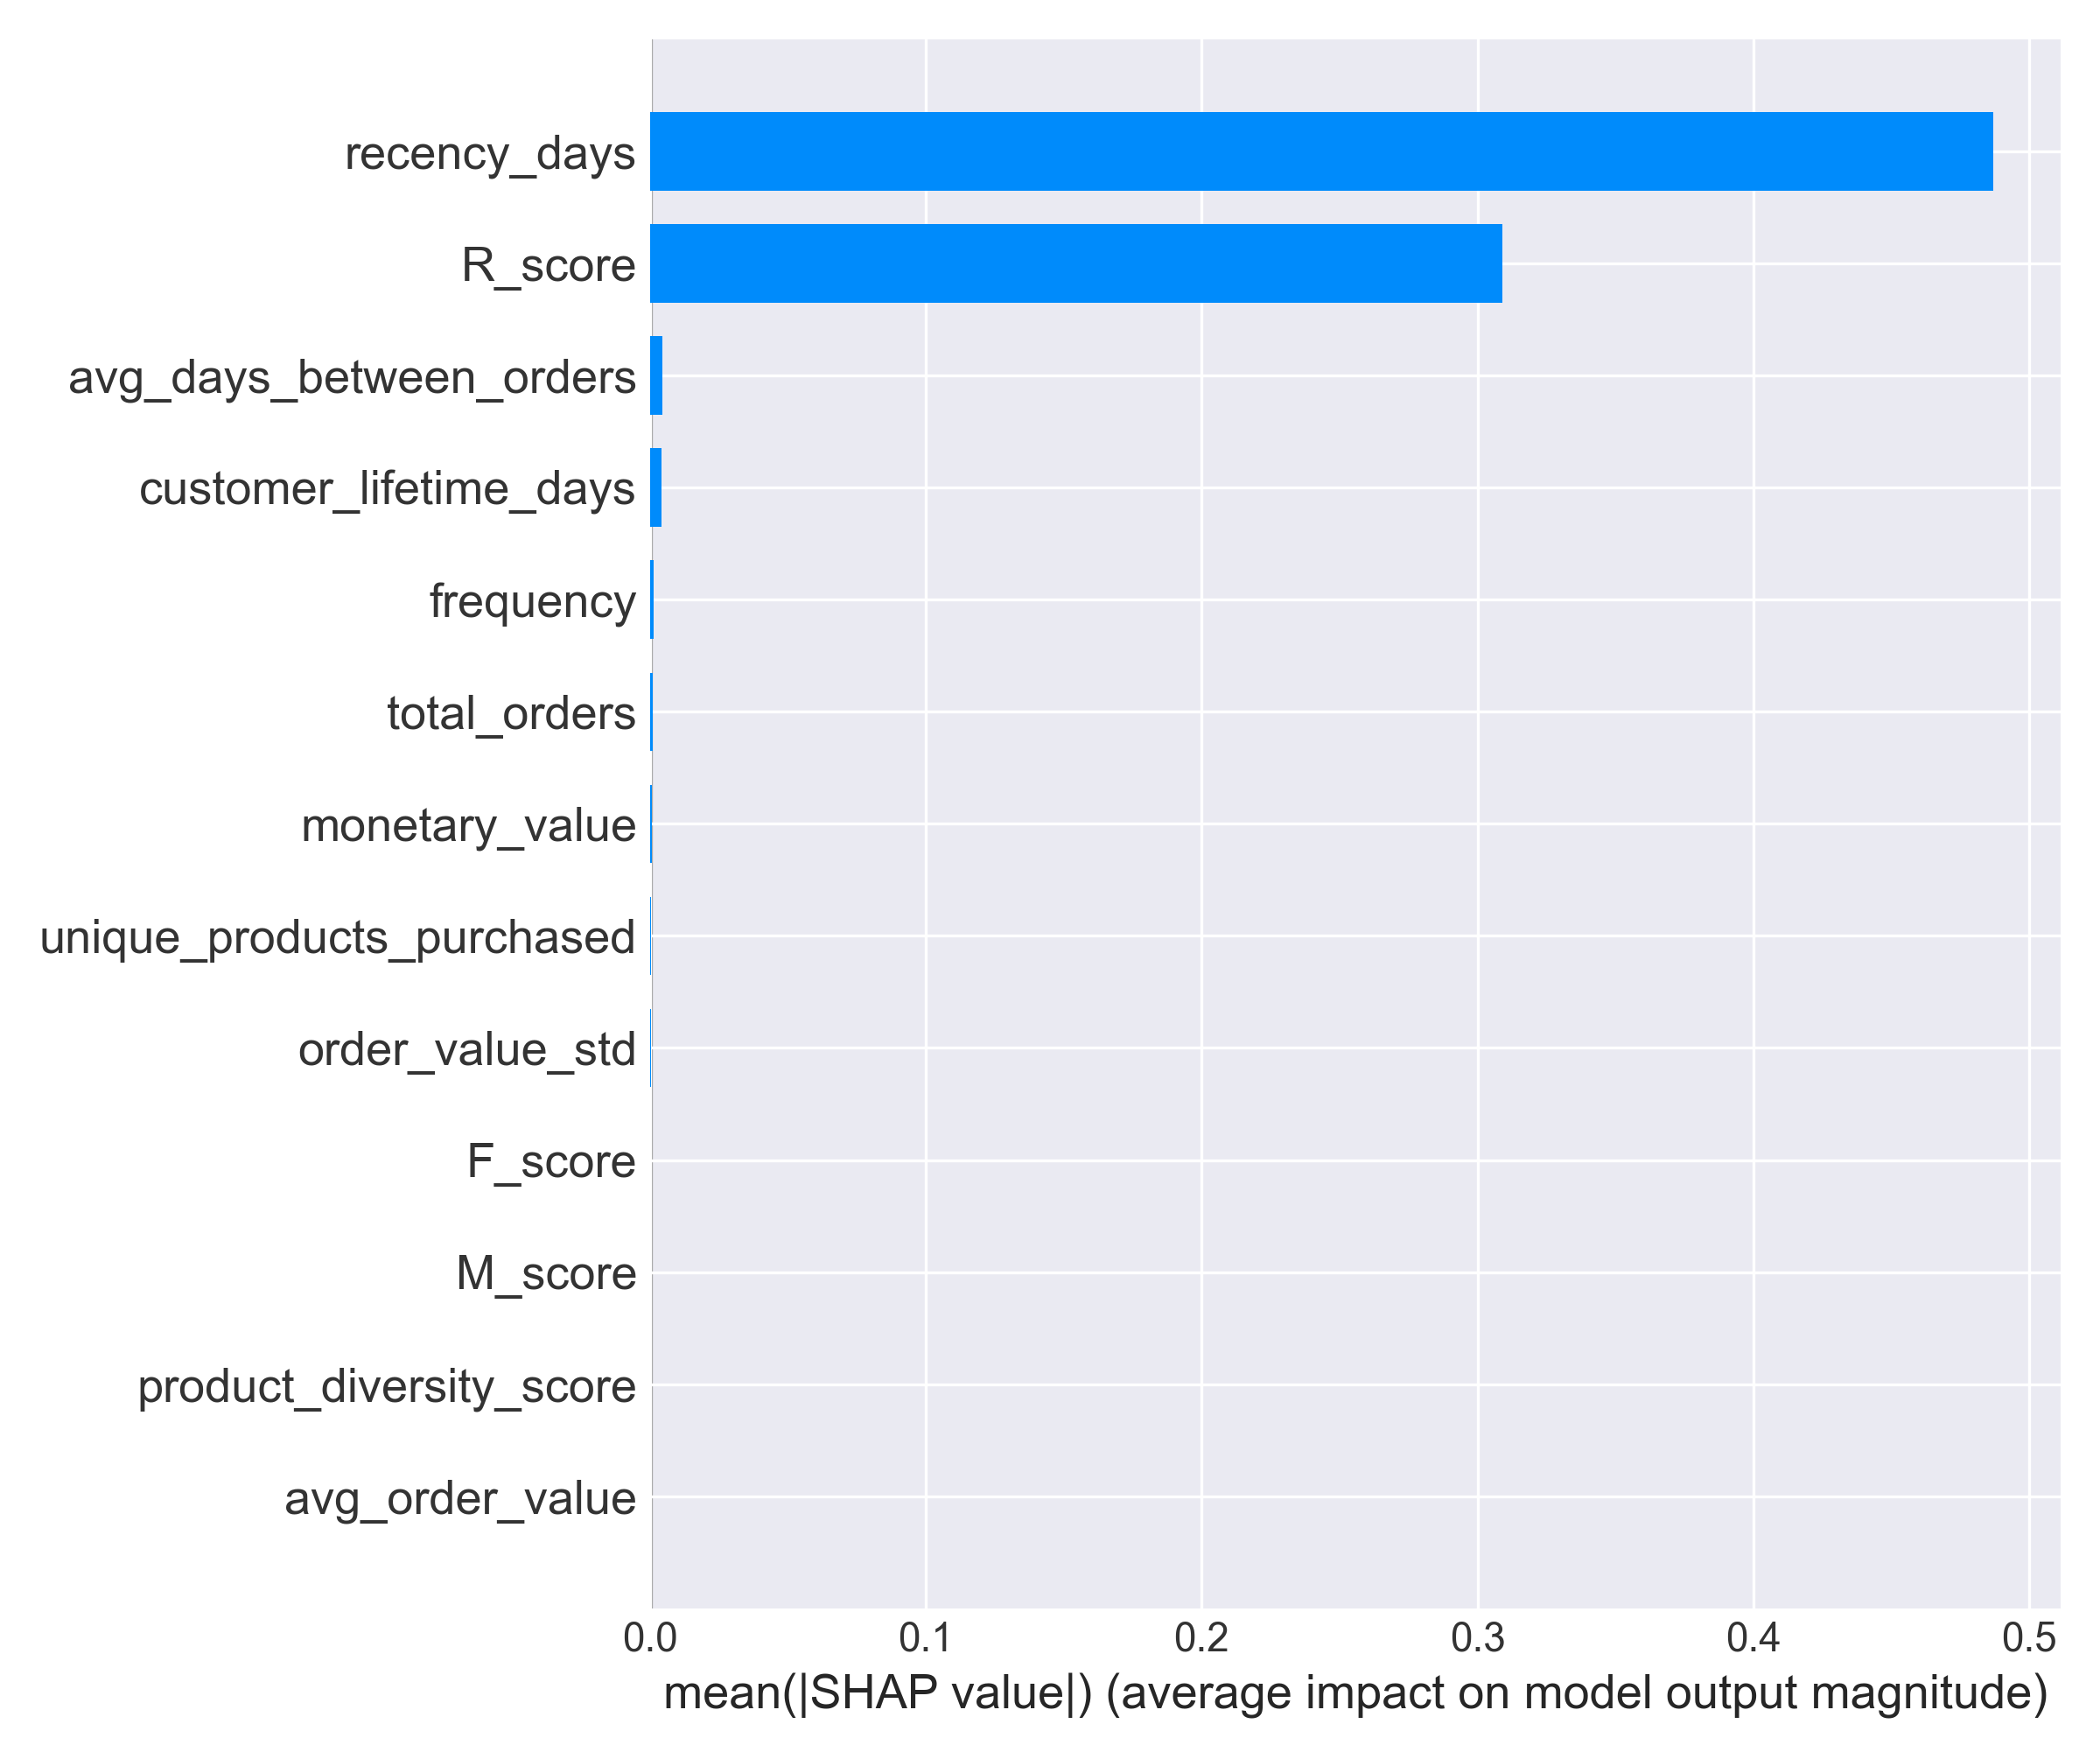 recency_days
R_score
avg_days_between_orders
customer_lifetime_days
frequency
total_orders
monetary_value
unique_products_purchased
order_value_std
F_score
M_score
product_diversity_score
avg_order_value
0.0 0.1 0.2 0.3 0.4 0.5
mean(|SHAP value|) (average impact on model output magnitude)